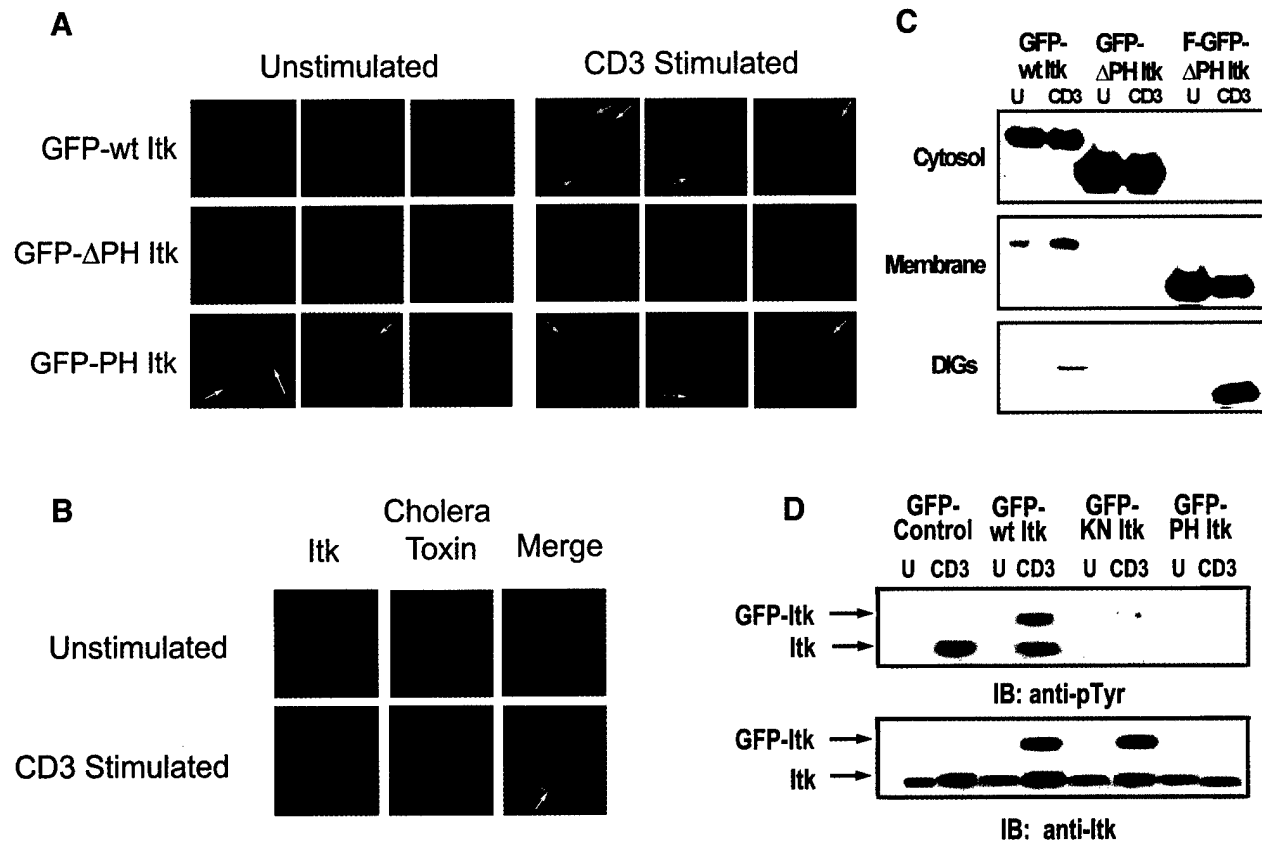 A
Unstimulated
CD3 Stimulated
GFP-wt Itk
GFP-ΔPH Itk
GFP-PH Itk
B
Itk
Cholera
Toxin
Merge
Unstimulated
CD3 Stimulated
C
GFP-
wt Itk
GFP-
ΔPH Itk
F-GFP-
ΔPH Itk
U CD3 U CD3 U CD3
Cytosol
Membrane
DIGs
D
GFP-
Control
GFP-
wt Itk
GFP-
KN Itk
GFP-
PH Itk
U CD3 U CD3 U CD3 U CD3
GFP-Itk
Itk
IB: anti-pTyr
GFP-Itk
Itk
IB: anti-Itk